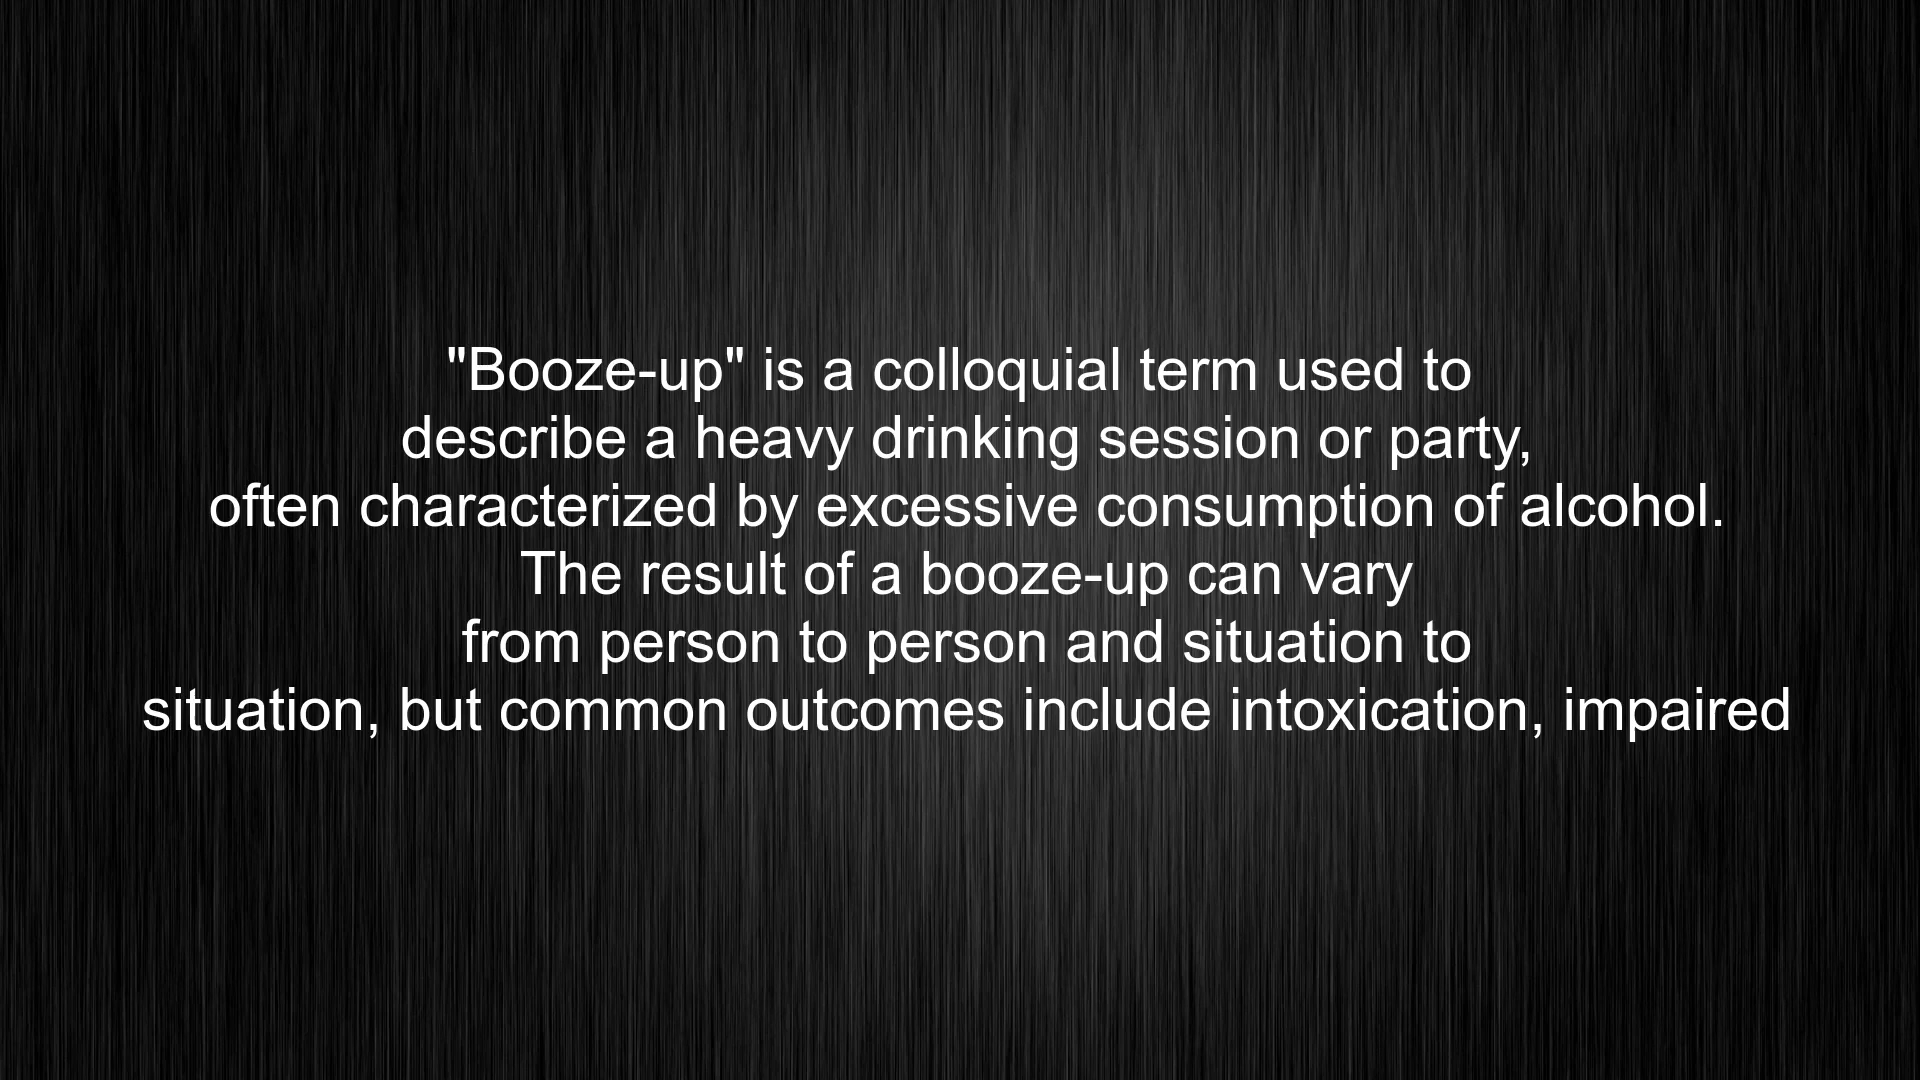 "Booze-up" is a colloquial term used to
describe a heavy drinking session or party,
often characterized by excessive consumption of alcohol.
The result of a booze-up can vary
from person to person and situation to
situation, but common outcomes include intoxication, impaired